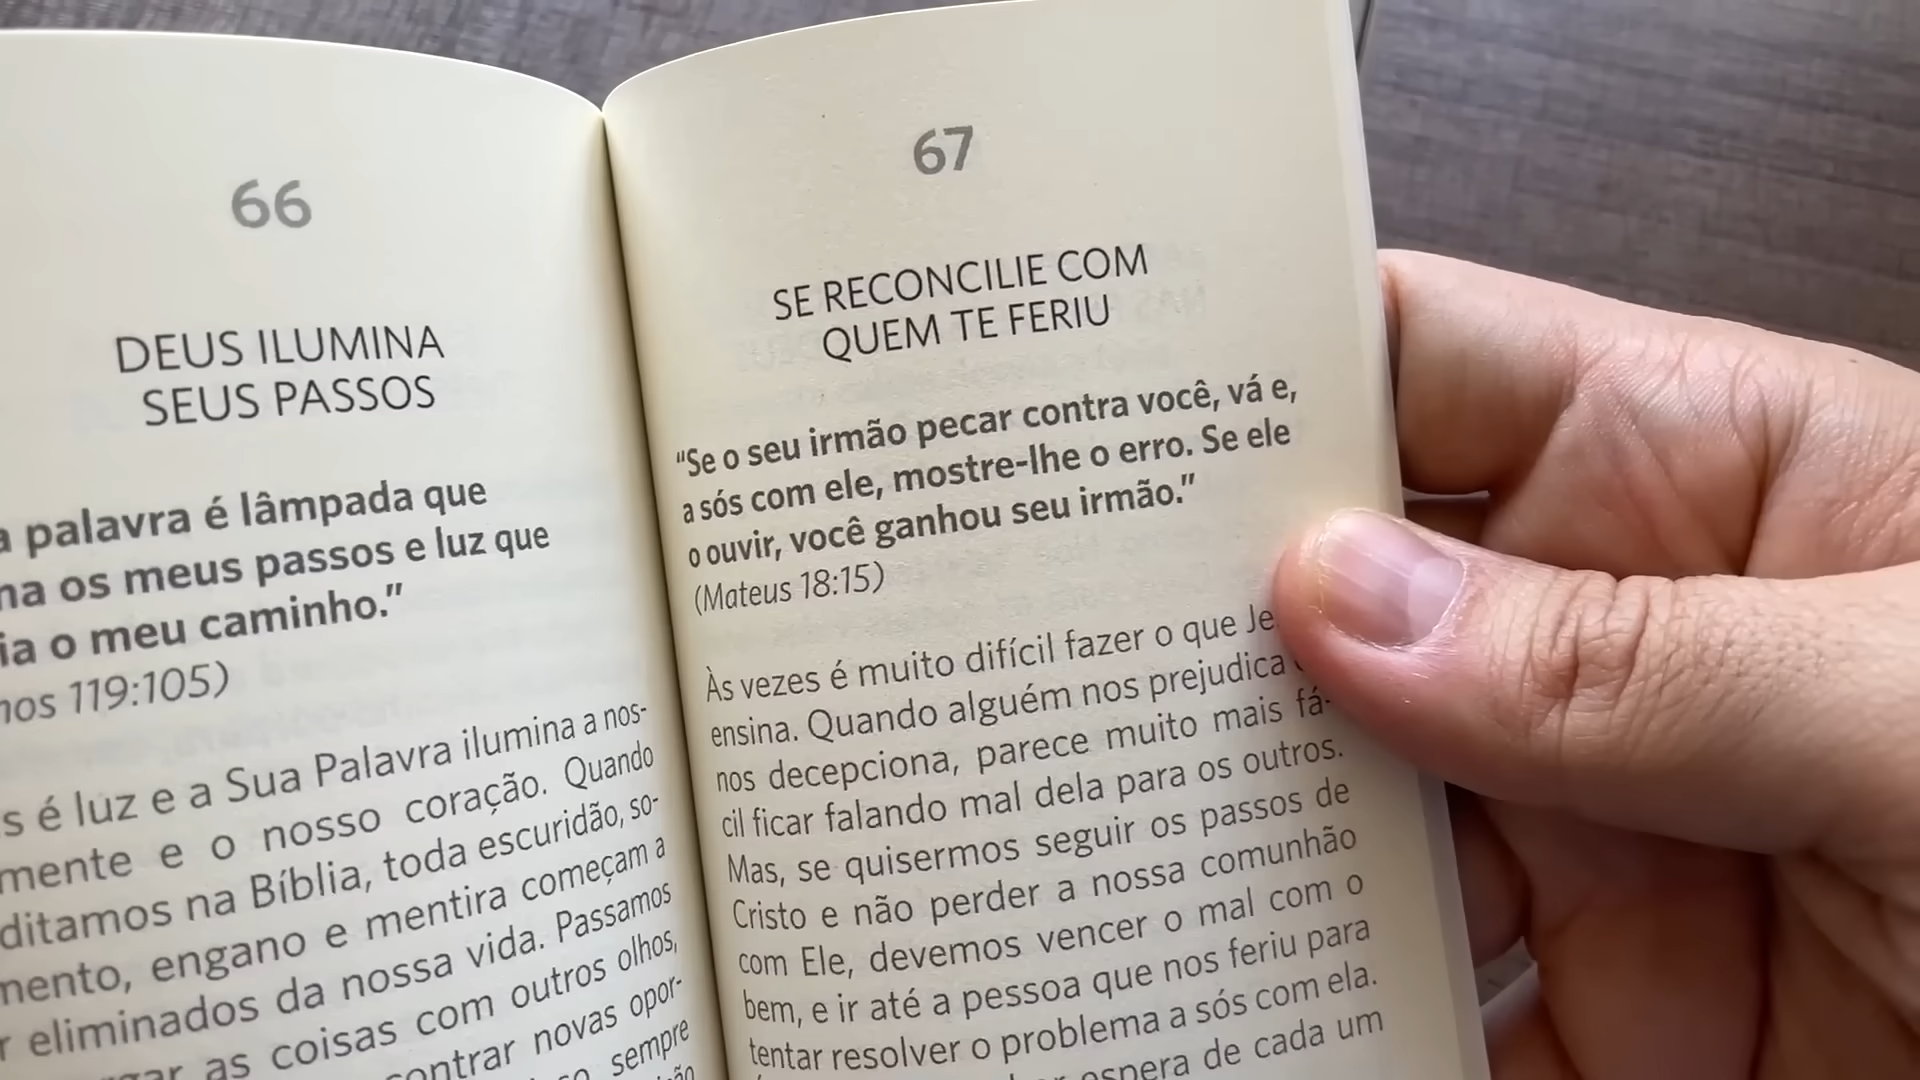 66
DEUS ILUMINA
SEUS PASSOS
palavra é lâmpada que
os meus passos e luz que
o meu caminho.”
119:105)
é luz e a Sua Palavra ilumina a nos-
mente e o nosso coração. Quando
na Bíblia, toda escuridão, so-
engano e mentira começam a
eliminados da nossa vida. Passamos
as coisas com outros olhos,
novas opor-
sempre
67
SE RECONCILIE COM
QUEM TE FERIU
“Se o seu irmão pecar contra você, vá e,
a sós com ele, mostre-lhe o erro. Se ele
o ouvir, você ganhou seu irmão.”
(Mateus 18:15)
Às vezes é muito difícil fazer o que
ensina. Quando alguém nos prejudica
nos decepciona, parece muito mais fá-
cil ficar falando mal dela para os outros.
Mas, se quisermos seguir os passos de
Cristo e não perder a nossa comunhão
com Ele, devemos vencer o mal com o
bem, e ir até a pessoa que nos feriu para
tentar resolver o problema a sós com ela.
espera de cada um